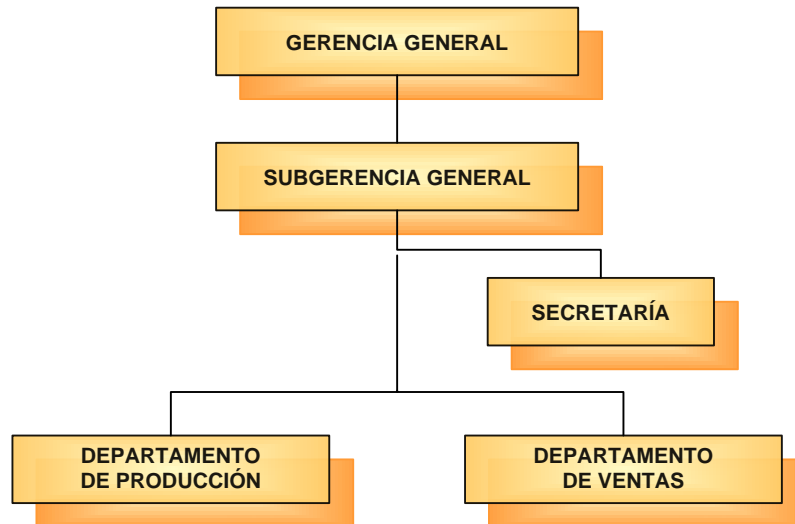 GERENCIA GENERAL
SUBGERENCIA GENERAL
SECRETARÍA
DEPARTAMENTO
DE PRODUCCIÓN
DEPARTAMENTO
DE VENTAS